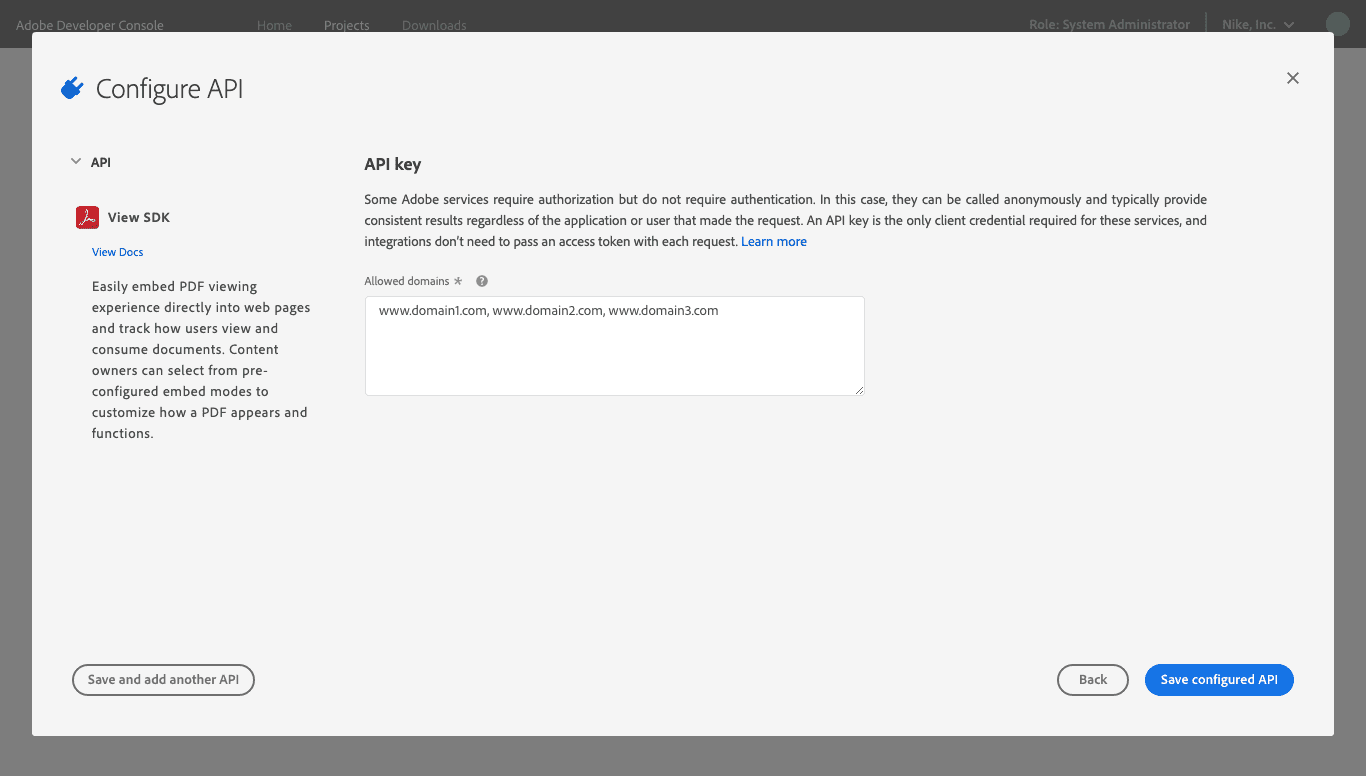 Adobe Developer Console Home Projects Downloads Role: System Administrator Nike, Inc.
Configure API
API
View SDK
View Docs
Easily embed PDF viewing
experience directly into web pages
and track how users view and
consume documents. Content
owners can select from pre-
configured embed modes to
customize how a PDF appears and
functions.
API key
Some Adobe services require authorization but do not require authentication. In this case, they can be called anonymously and typically provide
consistent results regardless of the application or user that made the request. An API key is the only client credential required for these services, and
integrations don't need to pass an access token with each request. Learn more
Allowed domains * ?
www.domain1.com, www.domain2.com, www.domain3.com
Save and add another API Back Save configured API